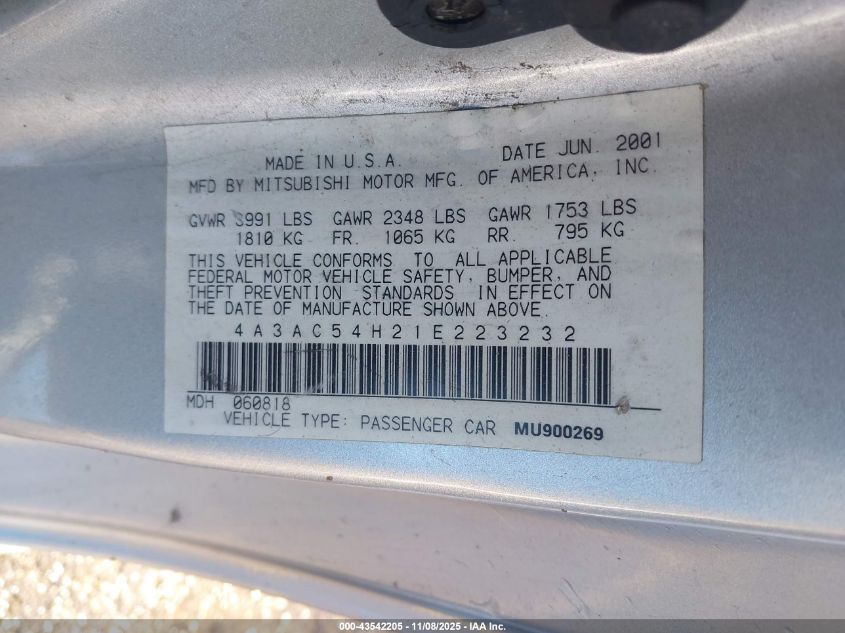 MADE IN U.S.A. DATE JUN. 2001
MFD BY MITSUBISHI MOTOR MFG. OF AMERICA, INC.
GVWR 3991 LBS GAWR 2348 LBS GAWR 1753 LBS
1810 KG FR. 1065 KG RR. 795 KG
THIS VEHICLE CONFORMS TO ALL APPLICABLE
FEDERAL MOTOR VEHICLE SAFETY, BUMPER, AND
THEFT PREVENTION STANDARDS IN EFFECT ON
THE DATE OF MANUFACTURE SHOWN ABOVE.
4A3AC54H21E223232
MDH 060818
VEHICLE TYPE: PASSENGER CAR MU900269
000-43542205 - 11/08/2025 - IAA Inc.